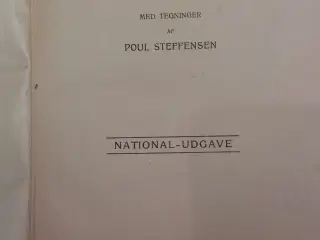 MED TEGNINGER
AF
POUL STEFFENSEN
NATIONAL-UDGAVE